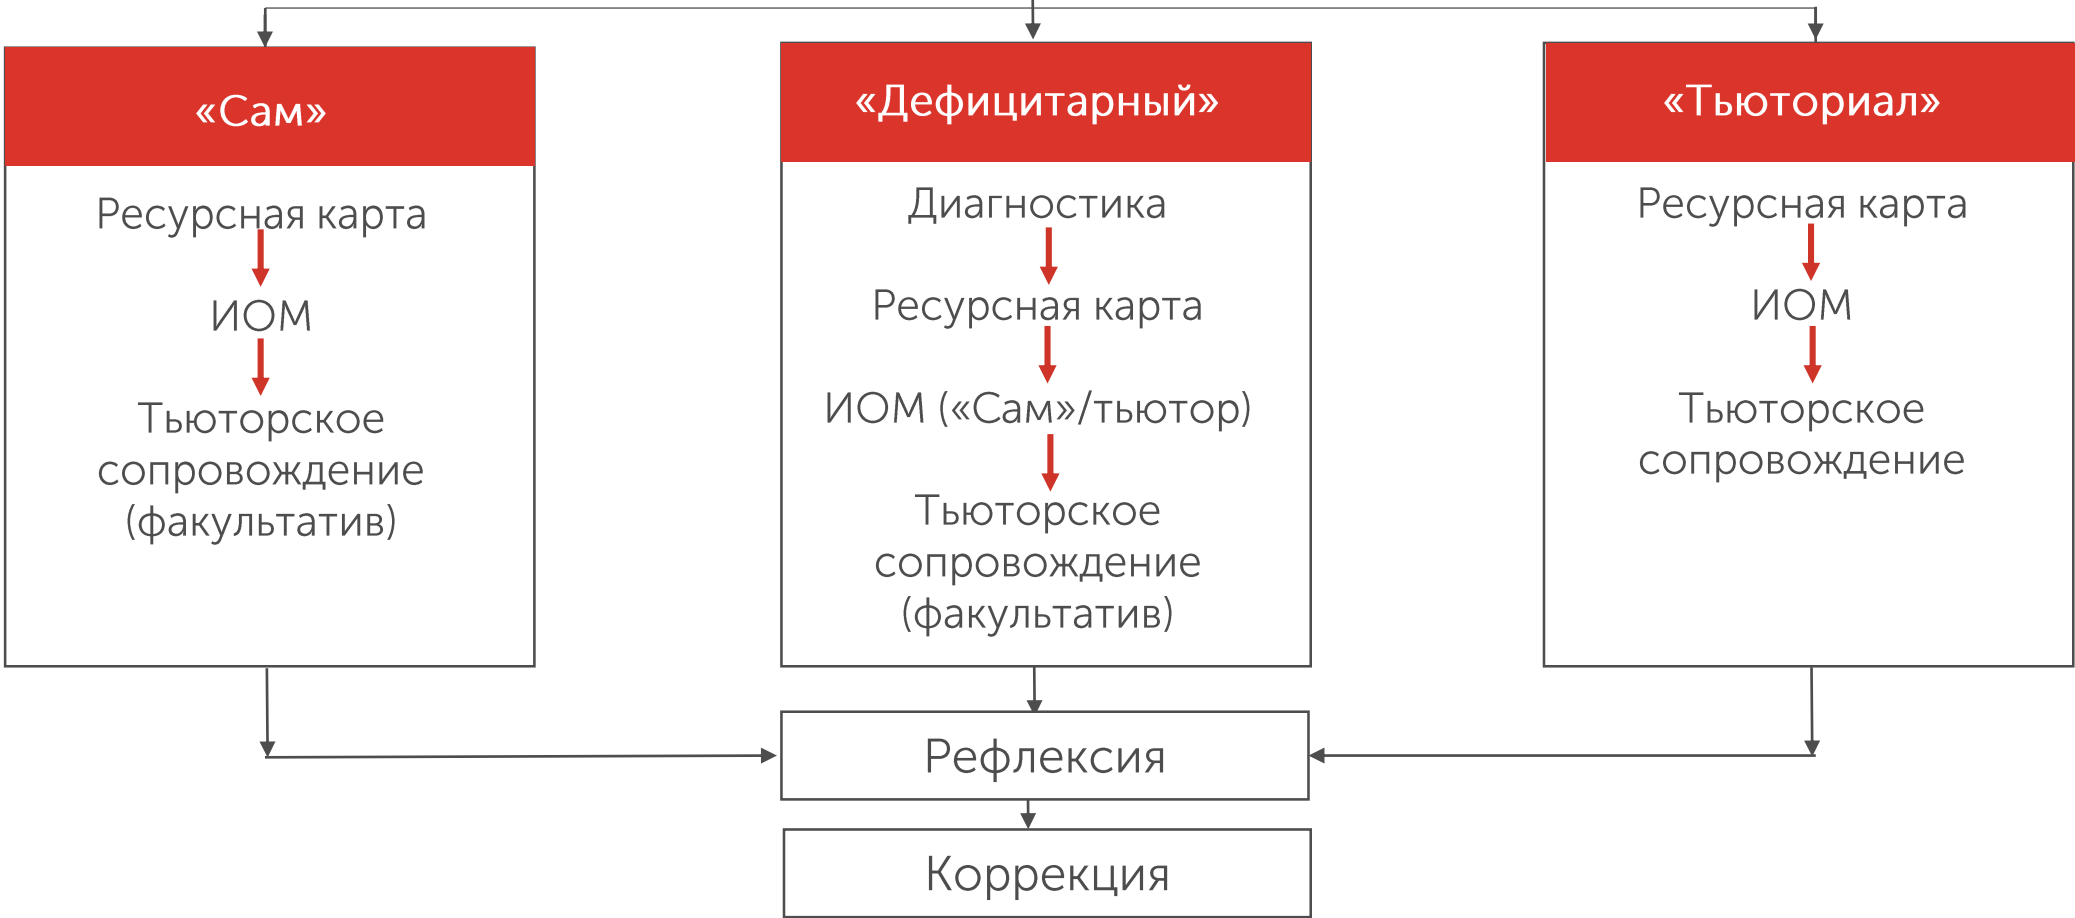 «Сам»
Ресурсная карта
ИОМ
Тьюторское
сопровождение
(факультатив)
«Дефицитарный»
Диагностика
Ресурсная карта
ИОМ («Сам»/тьютор)
Тьюторское
сопровождение
(факультатив)
«Тьюториал»
Ресурсная карта
ИОМ
Тьюторское
сопровождение
Рефлексия
Коррекция